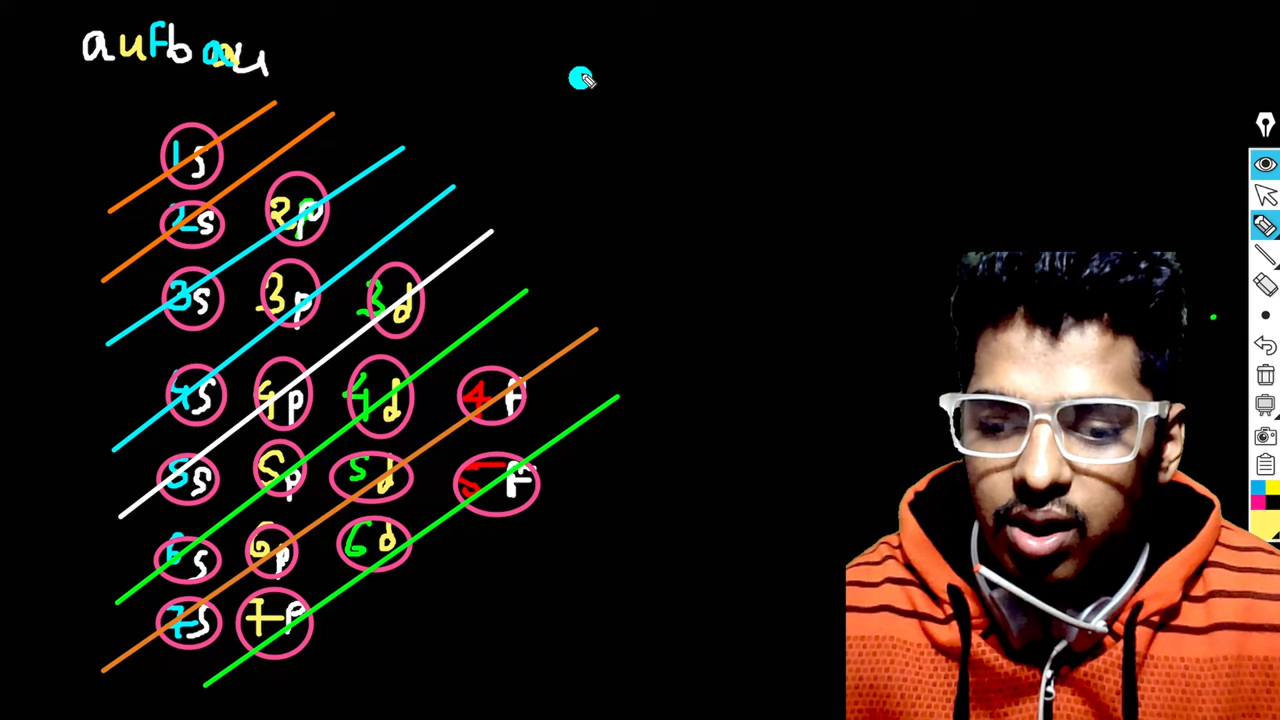 aufbau
1s
2s 2p
3s 3p 3d
4s 4p 4d 4f
5s 5p 5d 5f
6s 6p 6d
7s 7p